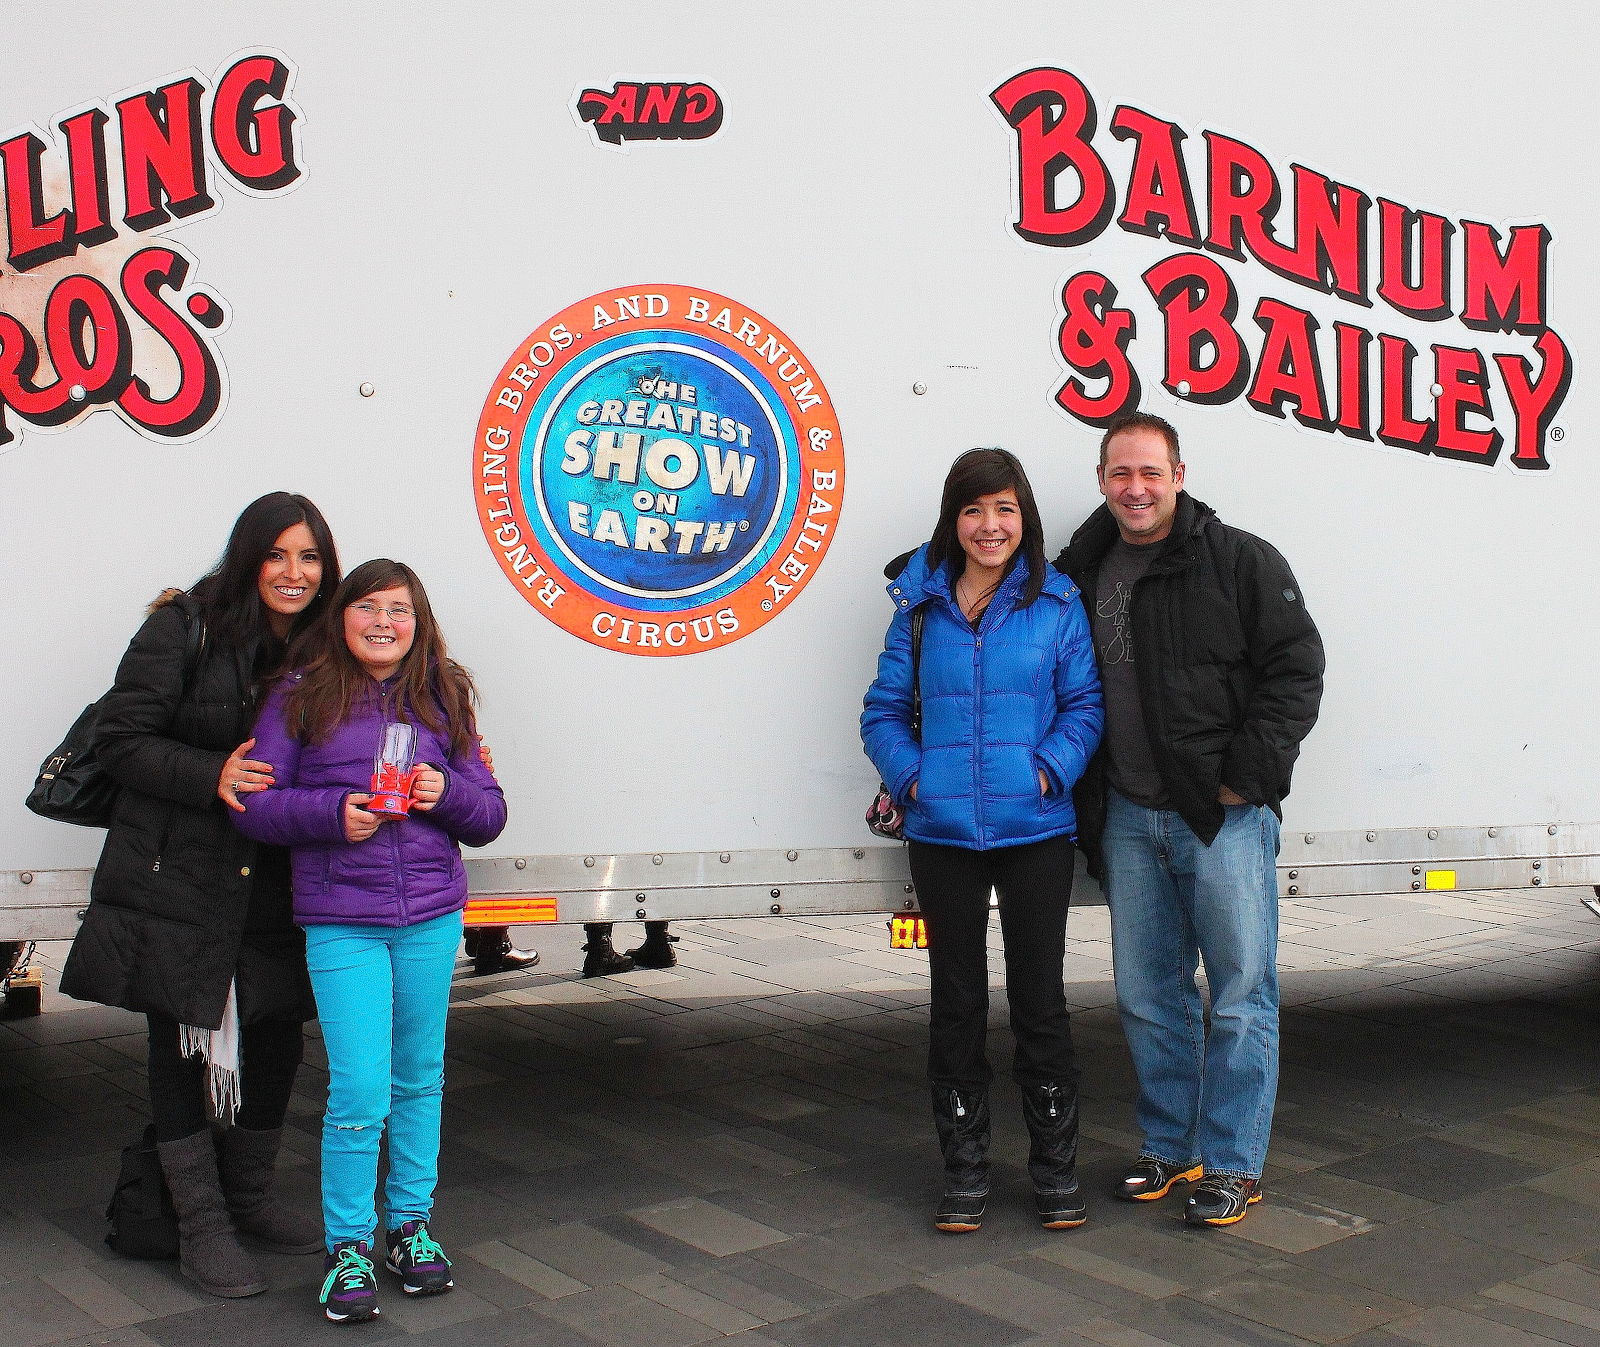 LING
ROS.
AND
BARNUM
& BAILEY®
RINGLING BROS. AND BARNUM & BAILEY®
CIRCUS
THE
GREATEST
SHOW
ON
EARTH®